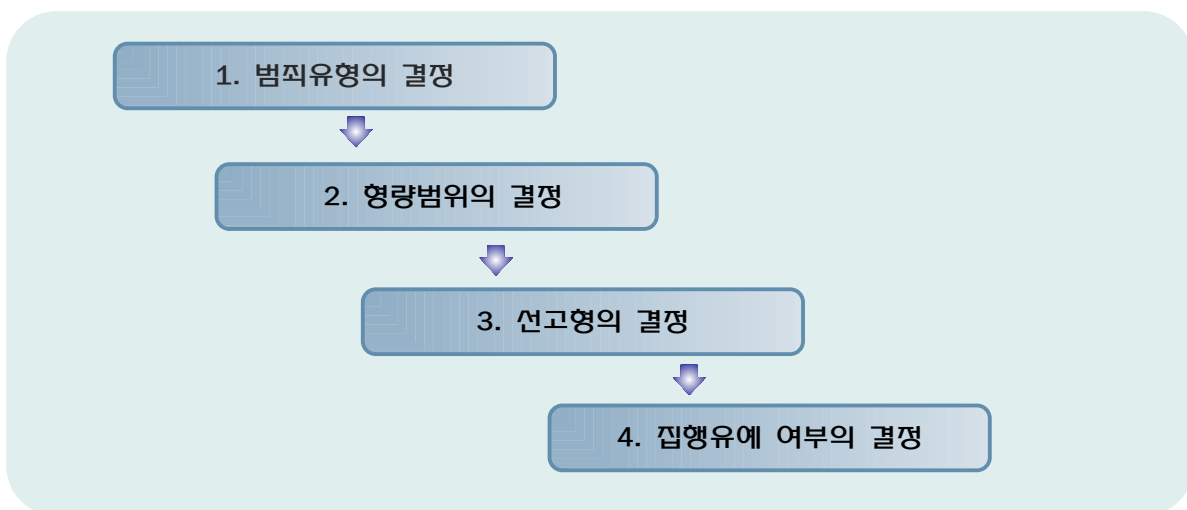 1. 범죄유형의 결정
2. 형량범위의 결정
3. 선고형의 결정
4. 집행유예 여부의 결정